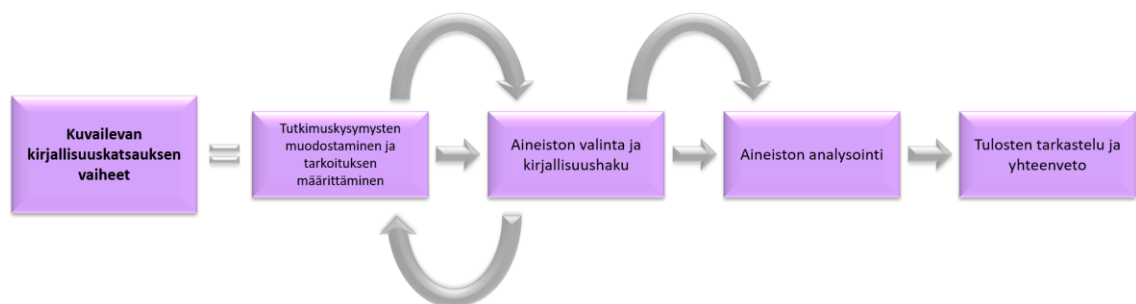 Kuvailevan
kirjallisuuskatsauksen
vaiheet
Tutkimuskysymysten
muodostaminen ja
tarkoituksen
määrittäminen
Aineiston valinta ja
kirjallisuushaku
Aineiston analysointi
Tulosten tarkastelu ja
yhteenveto